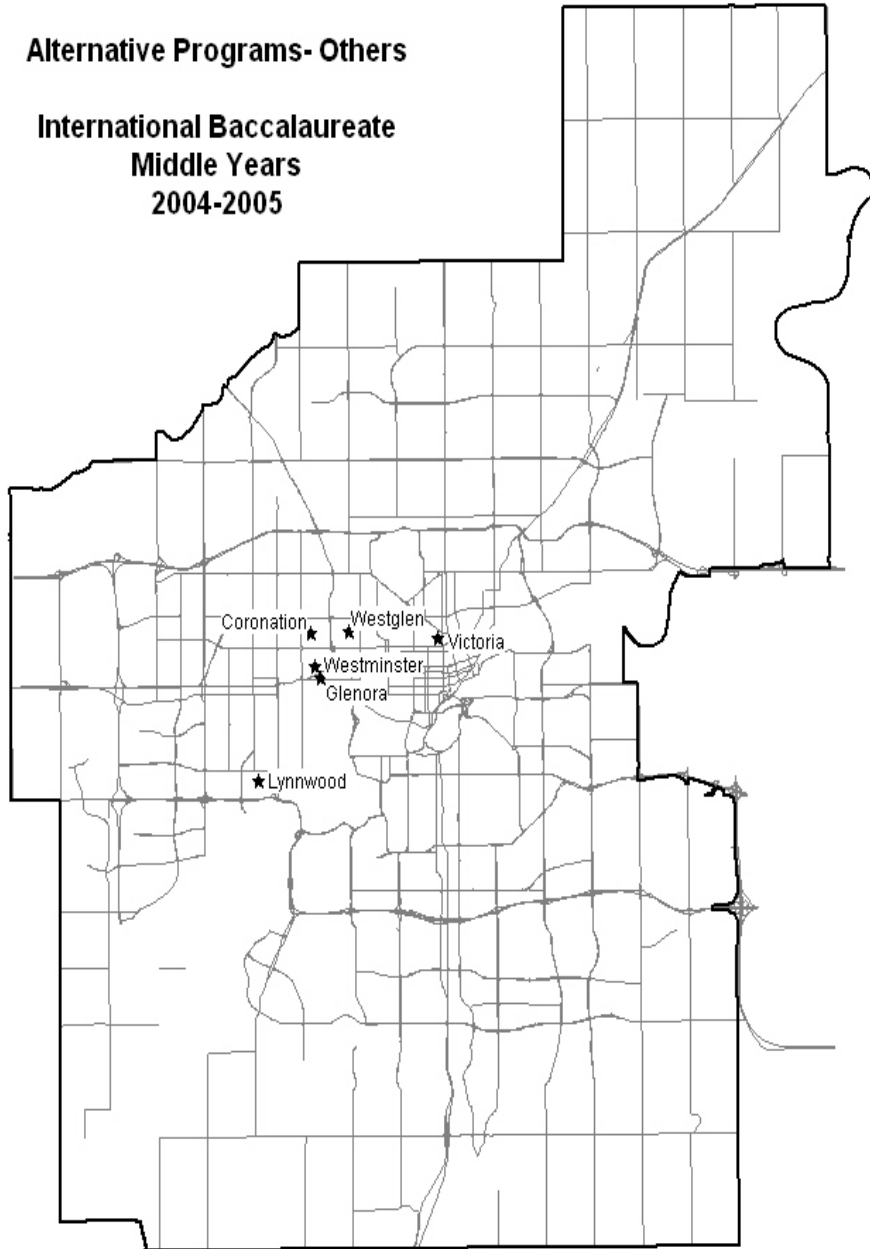 Alternative Programs- Others
International Baccalaureate
Middle Years
2004-2005
Coronation
Westglen
Victoria
Westminster
Glenora
Lynnwood